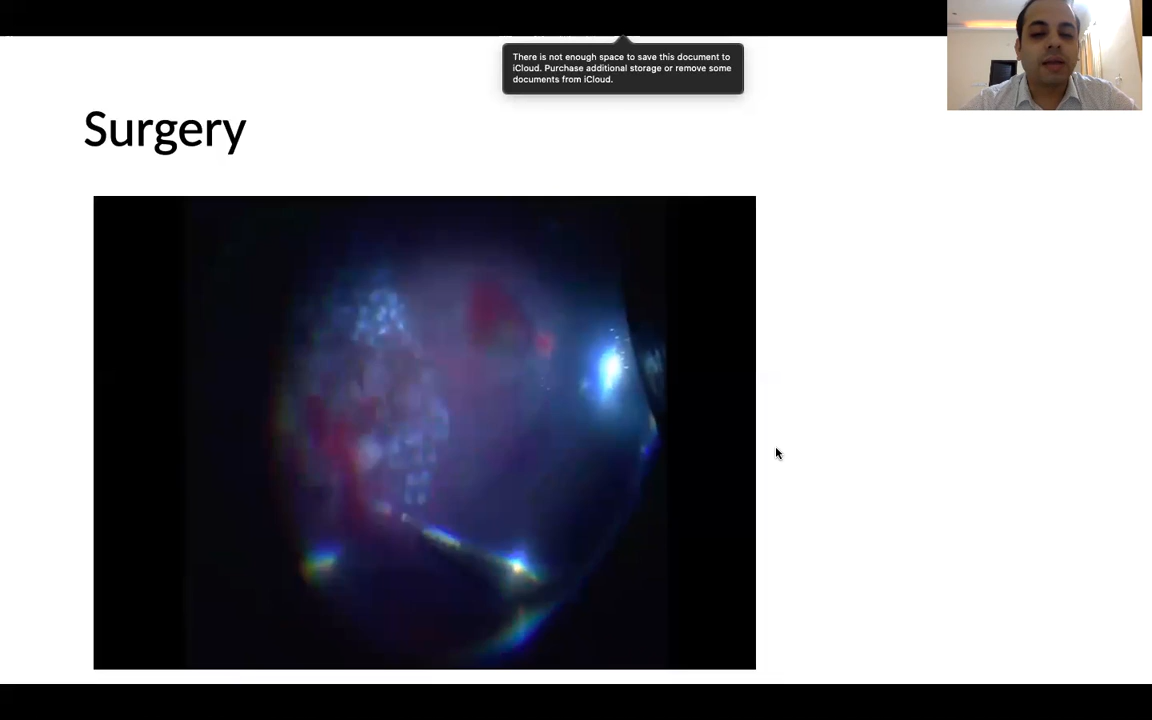 There is not enough space to save this document to
iCloud. Purchase additional storage or remove some
documents from iCloud.
Surgery